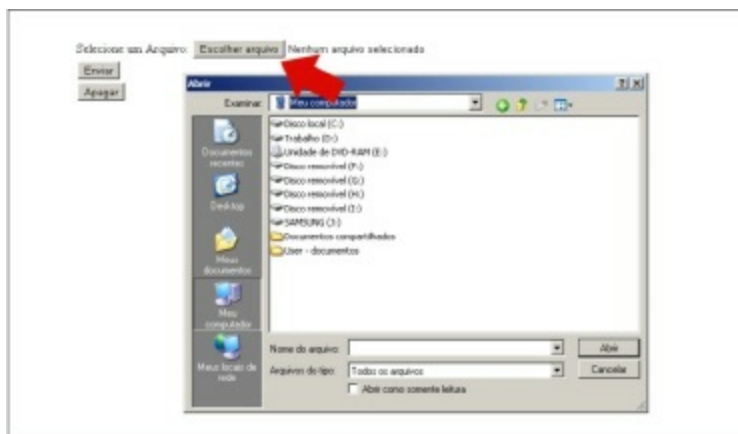 Selecione um Arquivo: Escolher arquivo Nenhum arquivo selecionado
Enviar
Apagar
Abrir
Examinar: Meu computador
Documentos recentes
Desktop
Meus documentos
Meu computador
Meus locais de rede
Disco local (C:)
Trabalho (D:)
Unidade de DVD-RAM (E:)
Disco removível (F:)
Disco removível (G:)
Disco removível (H:)
Disco removível (I:)
SAMSUNG (J:)
Documentos compartilhados
User - documentos
Nome do arquivo: Abrir
Arquivos do tipo: Todos os arquivos Cancelar
Abrir como somente leitura